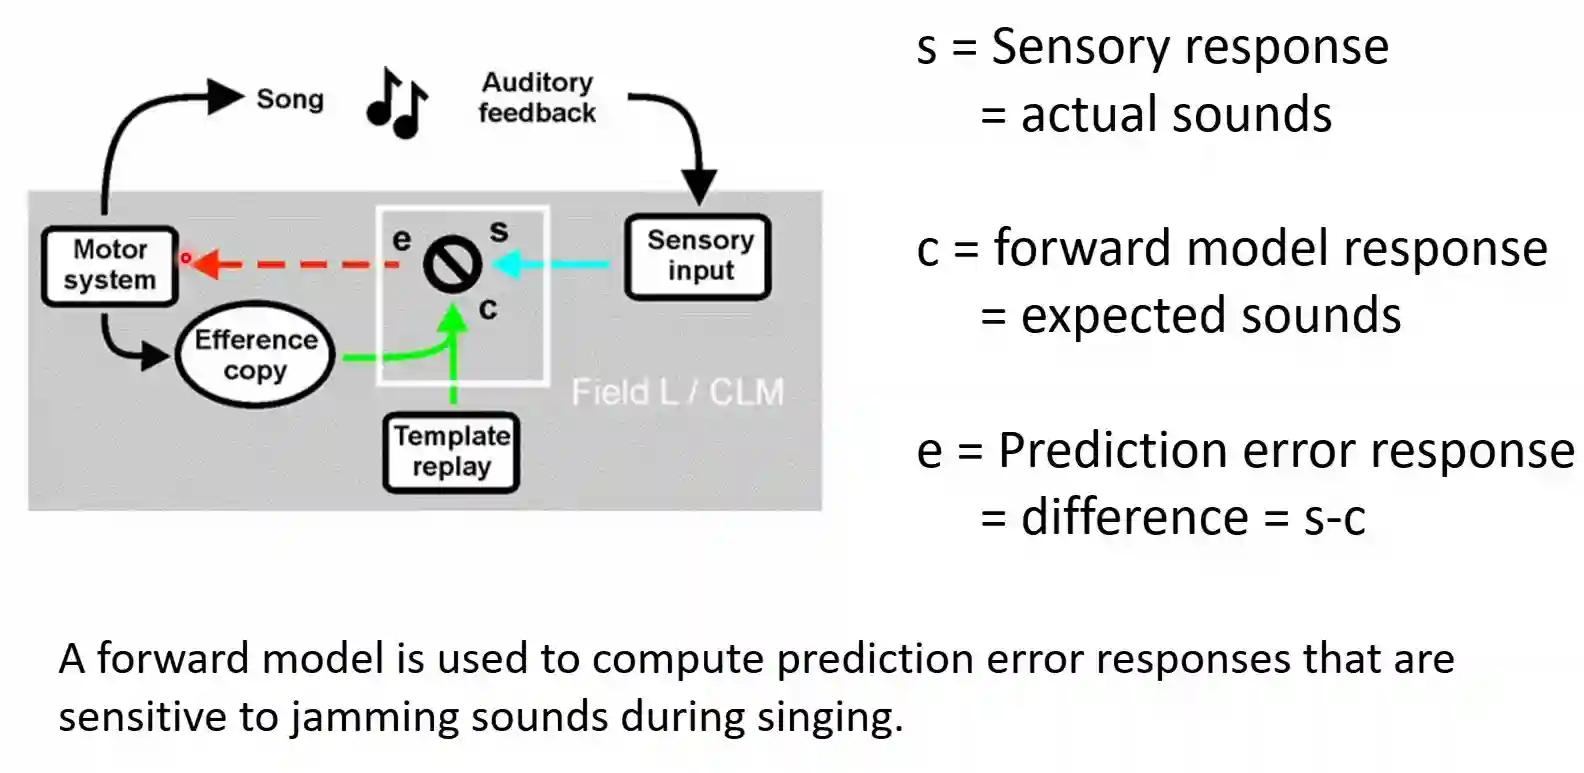 Song
Auditory
feedback
Motor
system
e
s
c
Sensory
input
Efference
copy
Field L / CLM
Template
replay
s = Sensory response
= actual sounds
c = forward model response
= expected sounds
e = Prediction error response
= difference = s-c
A forward model is used to compute prediction error responses that are
sensitive to jamming sounds during singing.